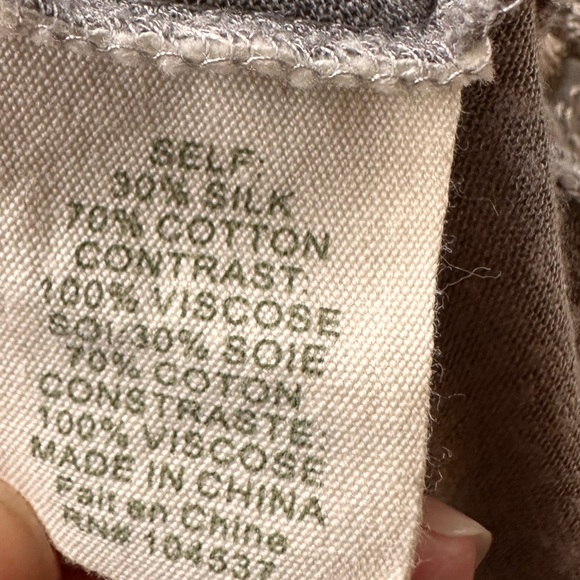 SELF:
30% SILK
70% COTTON
CONTRAST:
100% VISCOSE
SOI:30% SOIE
70% COTON
CONSTRASTE:
100% VISCOSE
MADE IN CHINA
Fait en Chine
RN# 104537